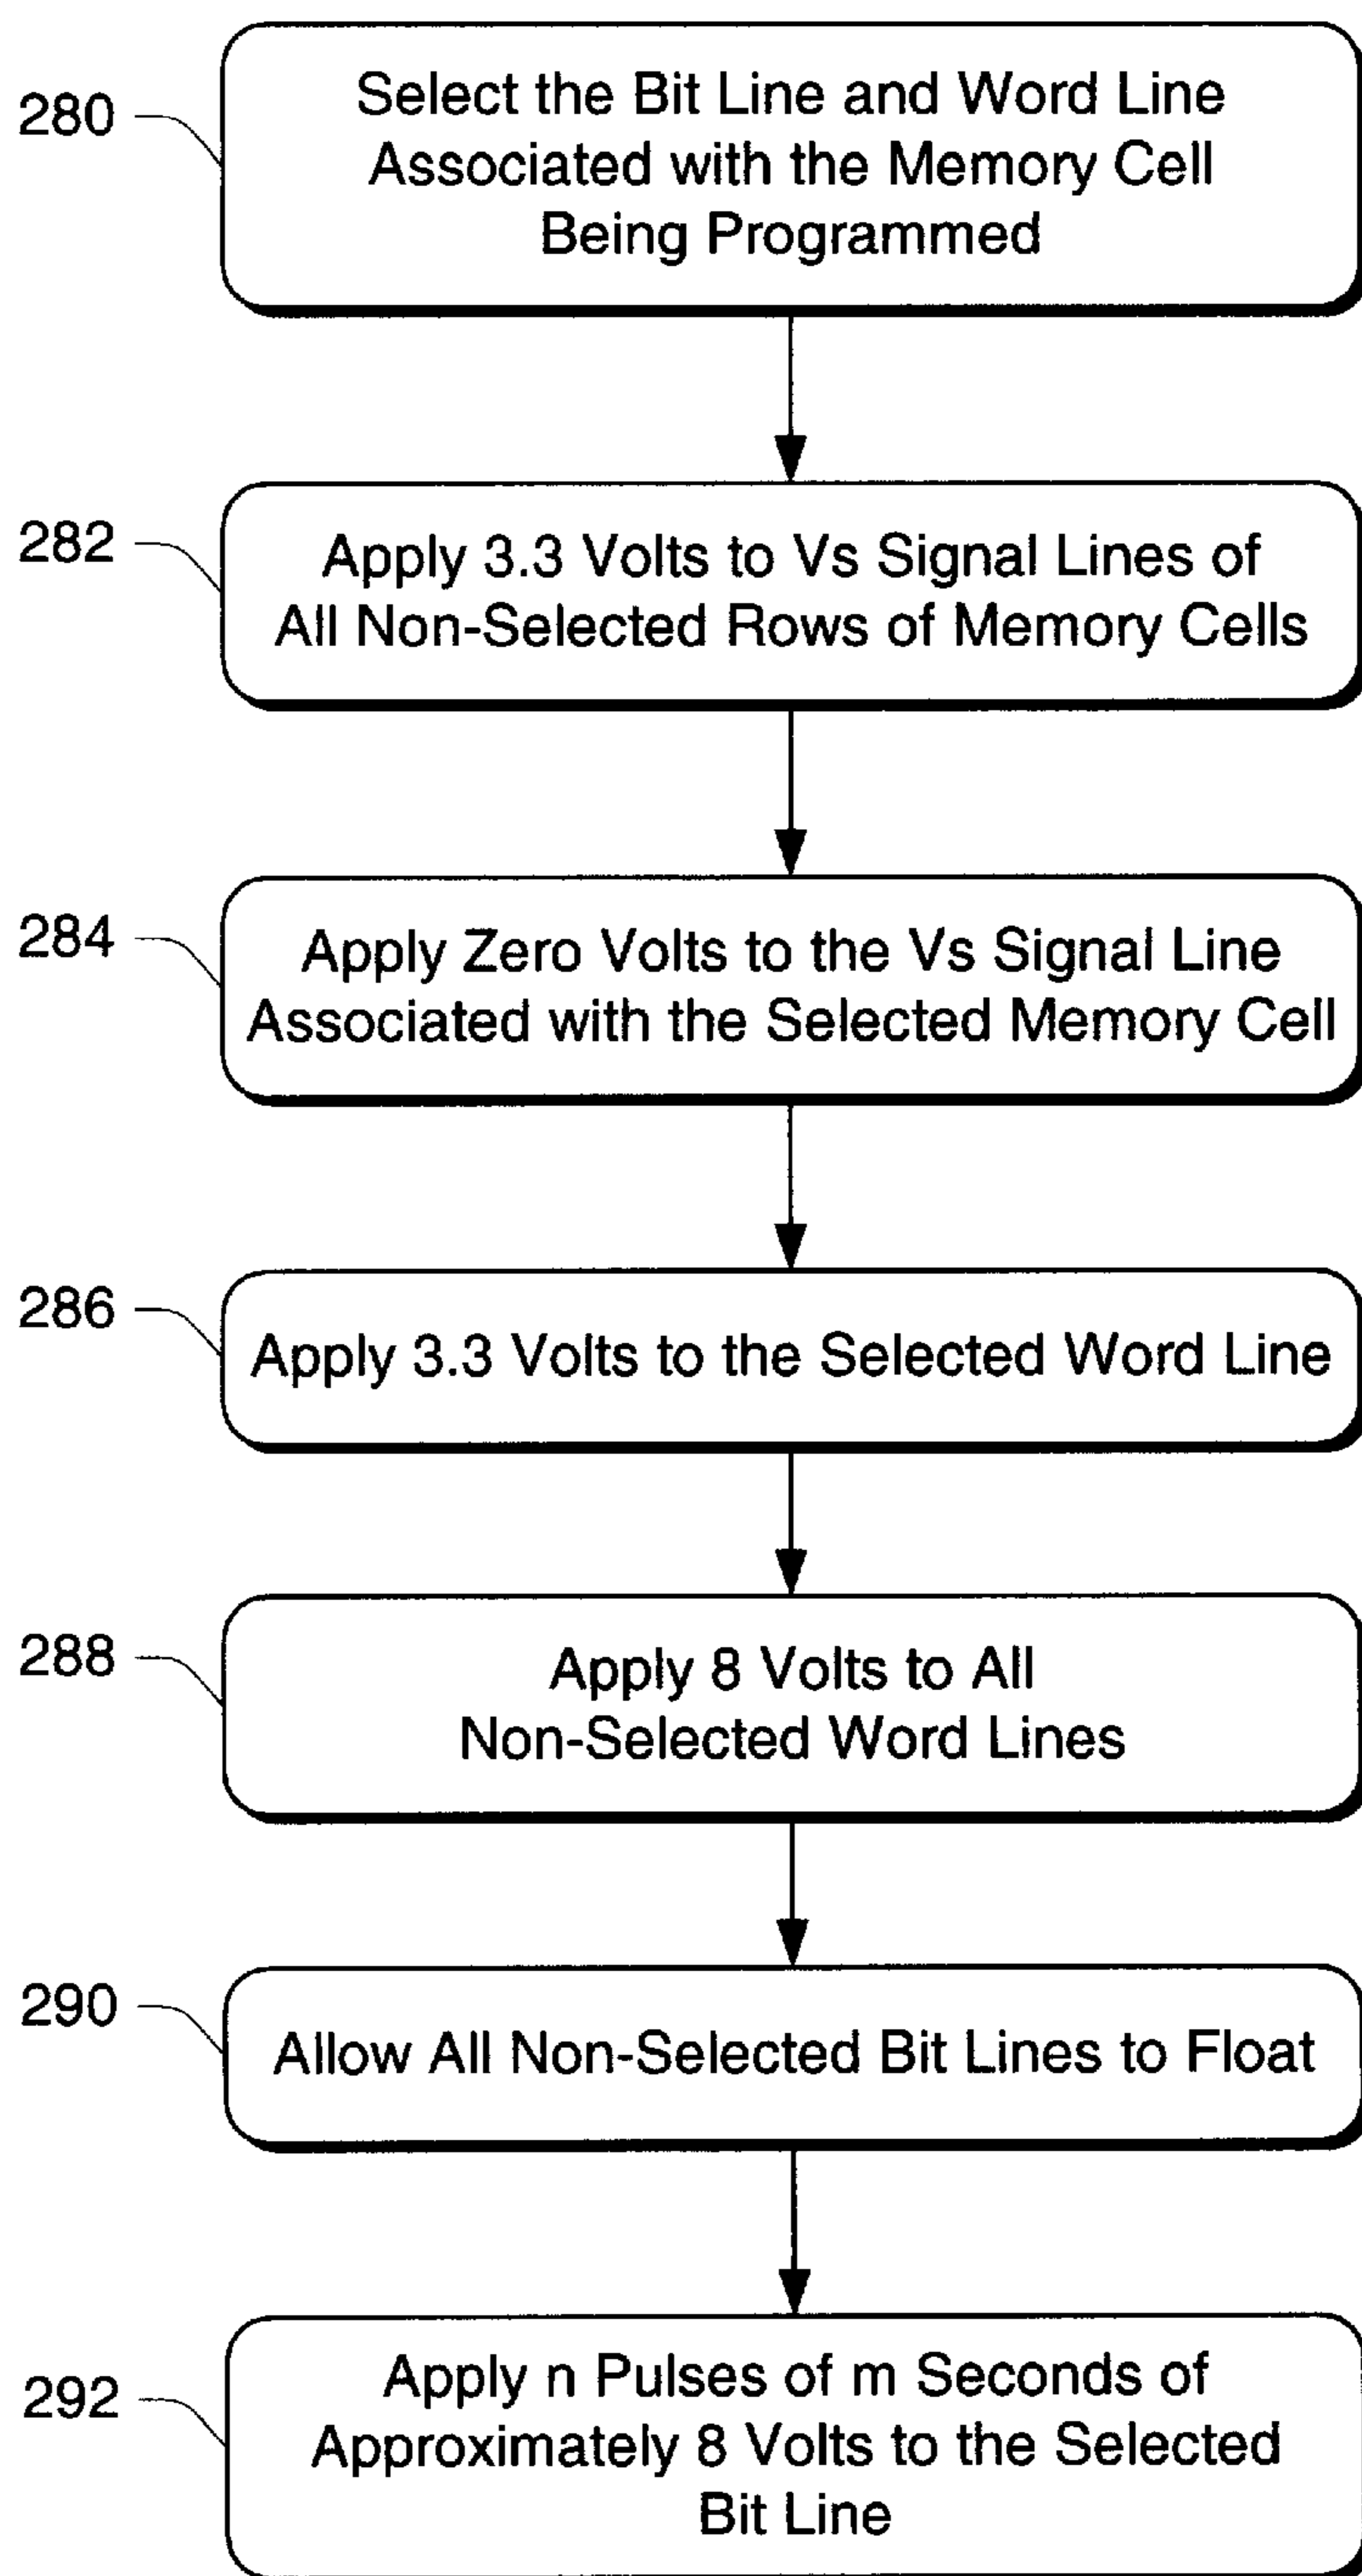 280
Select the Bit Line and Word Line
Associated with the Memory Cell
Being Programmed
282
Apply 3.3 Volts to Vs Signal Lines of
All Non-Selected Rows of Memory Cells
284
Apply Zero Volts to the Vs Signal Line
Associated with the Selected Memory Cell
286
Apply 3.3 Volts to the Selected Word Line
288
Apply 8 Volts to All
Non-Selected Word Lines
290
Allow All Non-Selected Bit Lines to Float
292
Apply n Pulses of m Seconds of
Approximately 8 Volts to the Selected
Bit Line